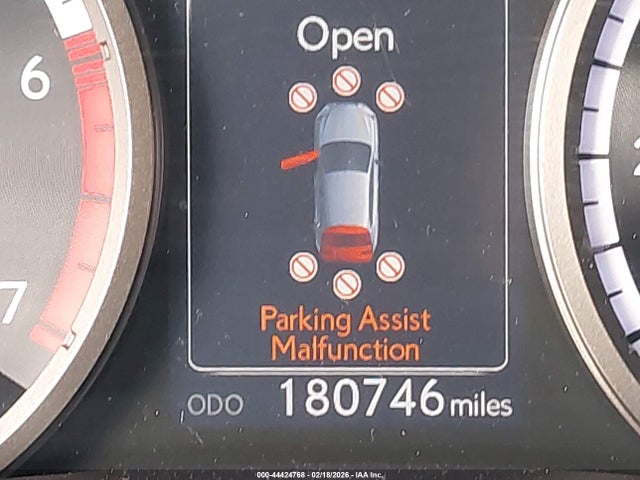 Open
6
7
Parking Assist
Malfunction
ODO 180746 miles
000-44424768 - 02/18/2026 - IAA Inc.